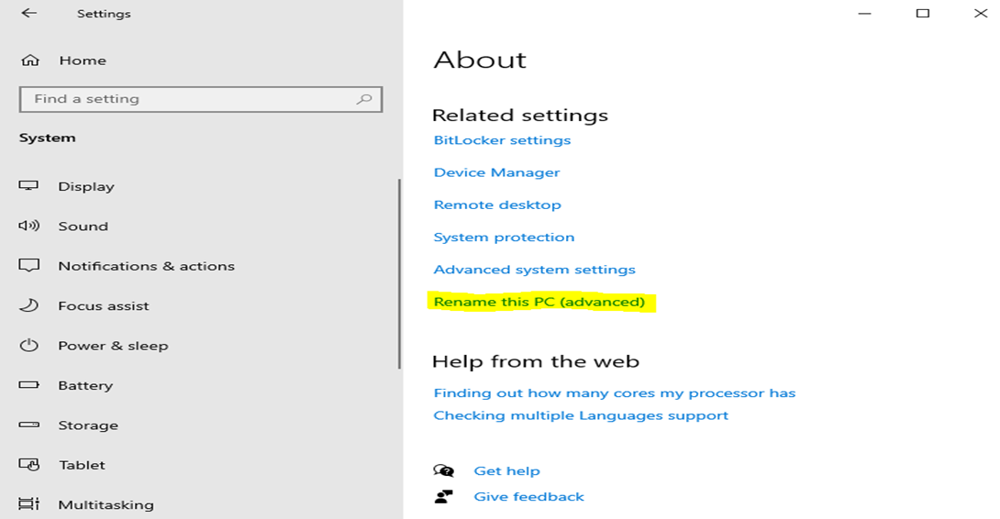 Settings
Home
Find a setting
System
Display
Sound
Notifications & actions
Focus assist
Power & sleep
Battery
Storage
Tablet
Multitasking
About
Related settings
BitLocker settings
Device Manager
Remote desktop
System protection
Advanced system settings
Rename this PC (advanced)
Help from the web
Finding out how many cores my processor has
Checking multiple Languages support
Get help
Give feedback